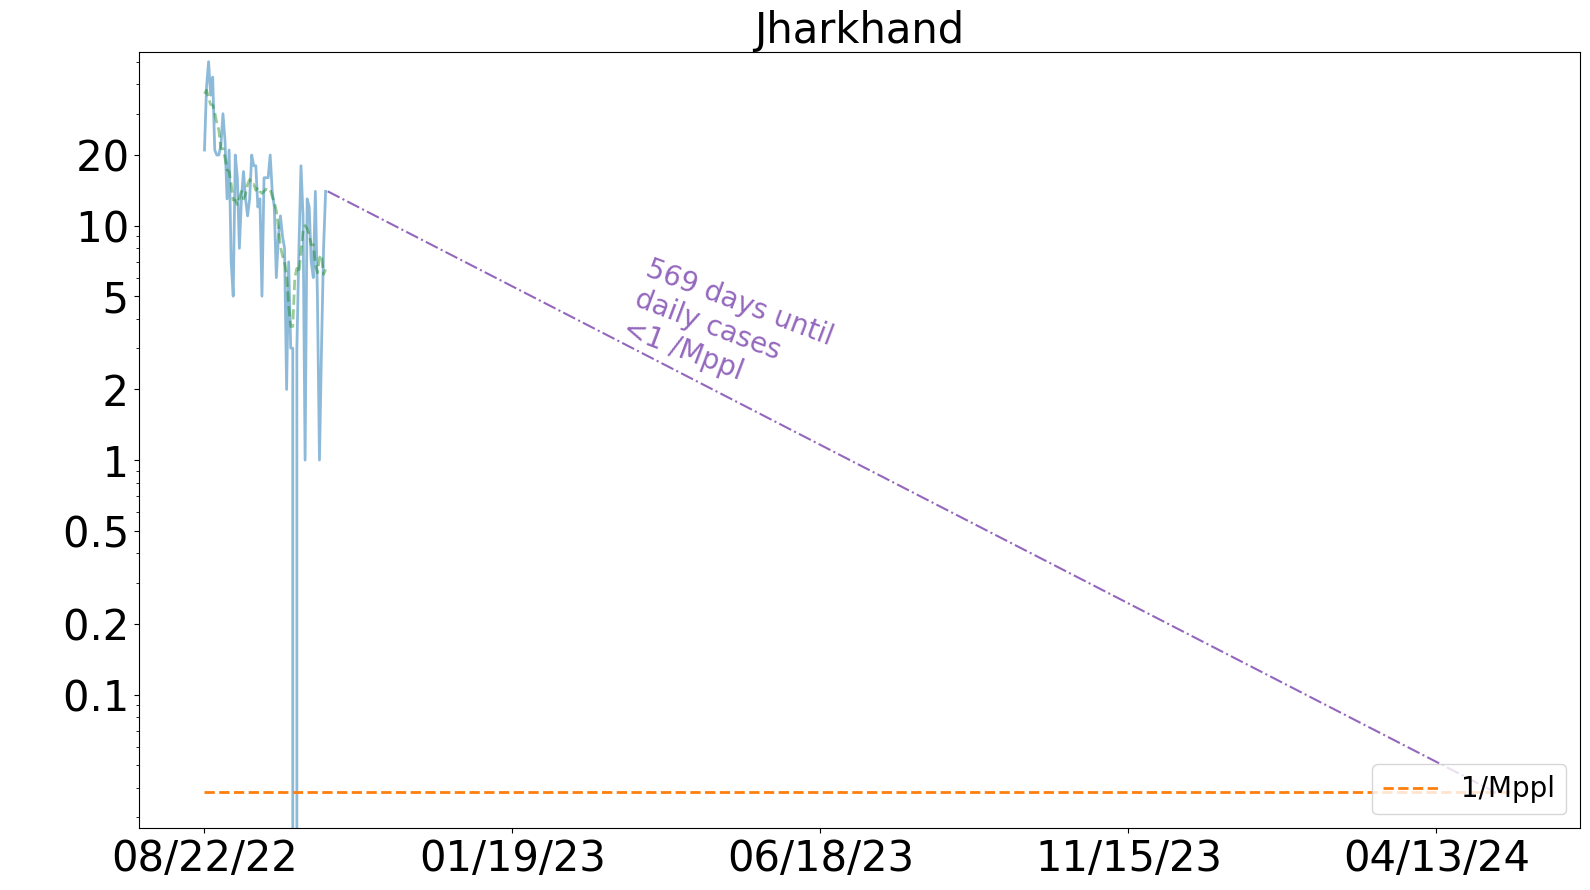 Jharkhand
20
10
5
2
1
0.5
0.2
0.1
569 days until
daily cases
<1 /Mppl
1/Mppl
08/22/22
01/19/23
06/18/23
11/15/23
04/13/24